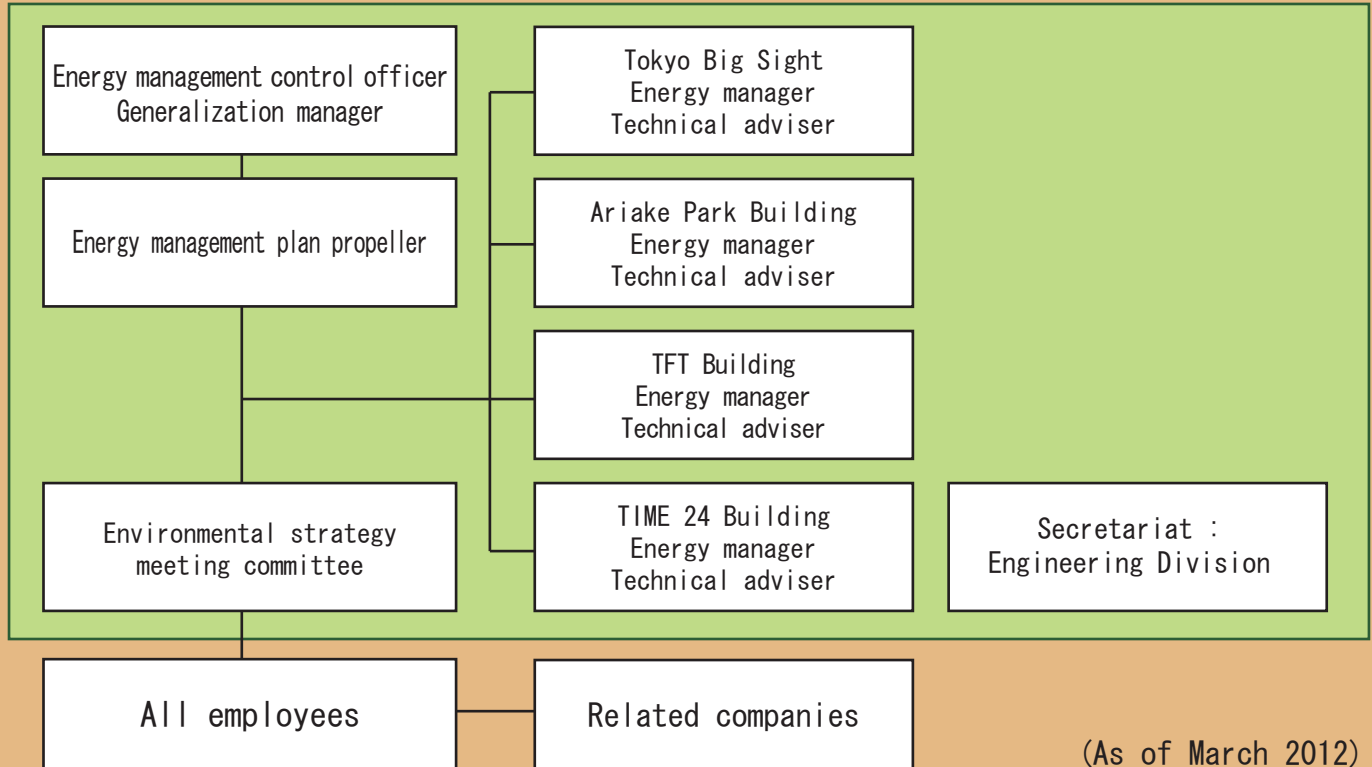 Energy management control officer
Generalization manager
Energy management plan propeller
Environmental strategy
meeting committee
All employees
Tokyo Big Sight
Energy manager
Technical adviser
Ariake Park Building
Energy manager
Technical adviser
TFT Building
Energy manager
Technical adviser
TIME 24 Building
Energy manager
Technical adviser
Related companies
Secretariat :
Engineering Division
(As of March 2012)